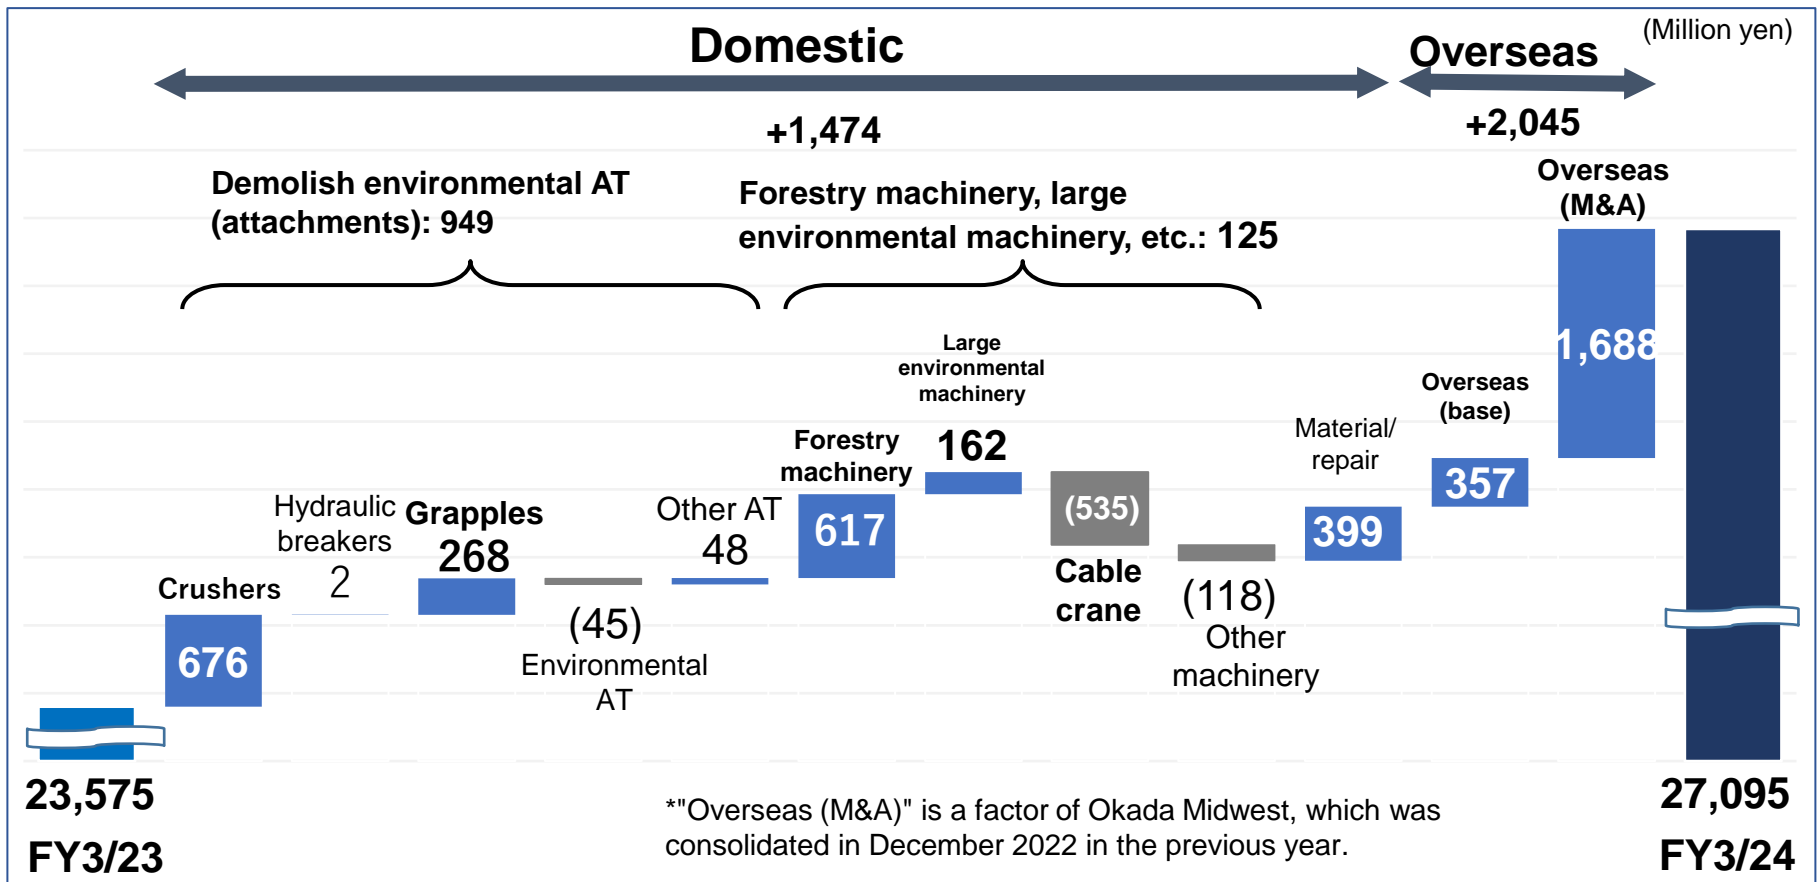 Domestic
Overseas
(Million yen)
+1,474
+2,045
Demolish environmental AT
(attachments): 949
Forestry machinery, large
environmental machinery, etc.: 125
Overseas
(M&A)
1,688
Large
environmental
machinery
162
Overseas
(base)
357
Material/
repair
399
Forestry
machinery
617
(535)
Cable
crane
(118)
Other
machinery
Other AT
48
Grapples
268
Hydraulic
breakers
2
Crushers
676
(45)
Environmental
AT
23,575
FY3/23
*"Overseas (M&A)" is a factor of Okada Midwest, which was
consolidated in December 2022 in the previous year.
27,095
FY3/24